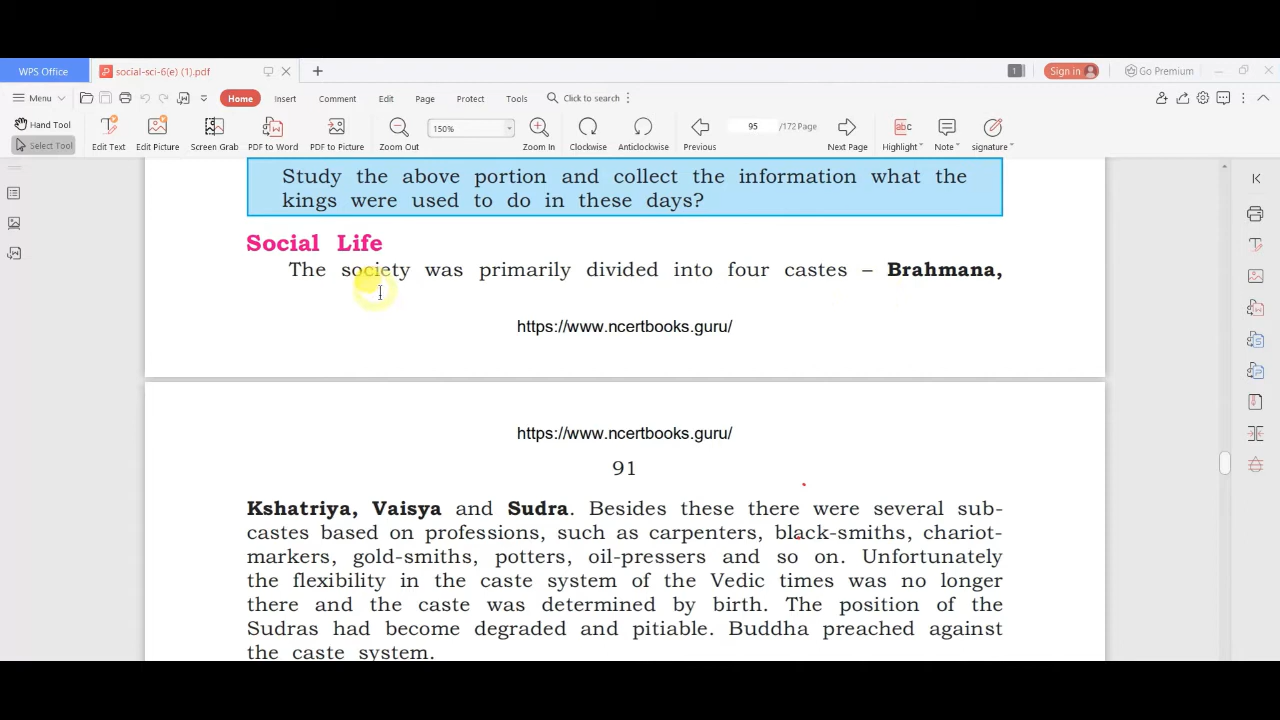 WPS Office social-sci-6(e) (1).pdf 1 Sign in Go Premium
Menu Home Insert Comment Edit Page Protect Tools Click to search
Hand Tool 150% 95 /172 Page
Select Tool Edit Text Edit Picture Screen Grab PDF to Word PDF to Picture Zoom Out Zoom In Clockwise Anticlockwise Previous Next Page Highlight Note signature
Study the above portion and collect the information what the
kings were used to do in these days?
Social Life
The society was primarily divided into four castes – Brahmana,
https://www.ncertbooks.guru/
https://www.ncertbooks.guru/
91
Kshatriya, Vaisya and Sudra. Besides these there were several sub-
castes based on professions, such as carpenters, black-smiths, chariot-
markers, gold-smiths, potters, oil-pressers and so on. Unfortunately
the flexibility in the caste system of the Vedic times was no longer
there and the caste was determined by birth. The position of the
Sudras had become degraded and pitiable. Buddha preached against
the caste system.